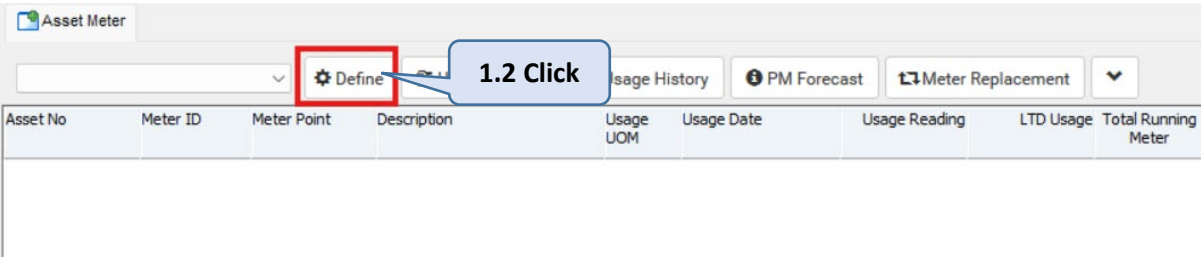 Asset Meter
Define 1.2 Click History PM Forecast Meter Replacement
Asset No Meter ID Meter Point Description Usage UOM Usage Date Usage Reading LTD Usage Total Running Meter